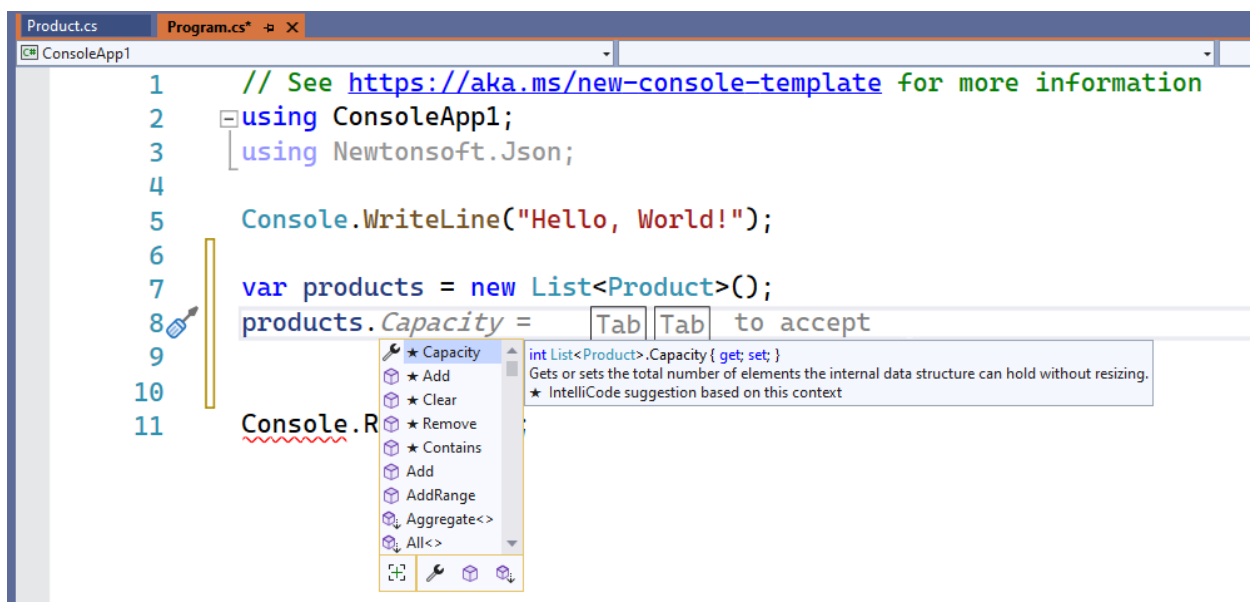 Product.cs Program.cs*
C# ConsoleApp1
1 // See https://aka.ms/new-console-template for more information
2 using ConsoleApp1;
3 using Newtonsoft.Json;
4
5 Console.WriteLine("Hello, World!");
6
7 var products = new List<Product>();
8 products.Capacity = Tab Tab to accept
9
10
11 Console.R ;
★ Capacity
★ Add
★ Clear
★ Remove
★ Contains
Add
AddRange
Aggregate<>
All<>
int List<Product>.Capacity { get; set; }
Gets or sets the total number of elements the internal data structure can hold without resizing.
★ IntelliCode suggestion based on this context